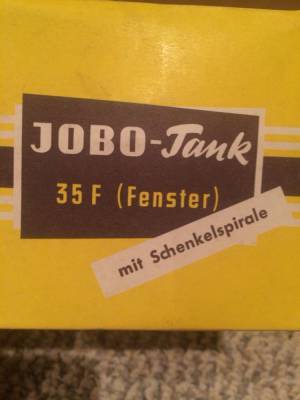 JOBO-Tank
35 F (Fenster)
mit Schenkelspirale